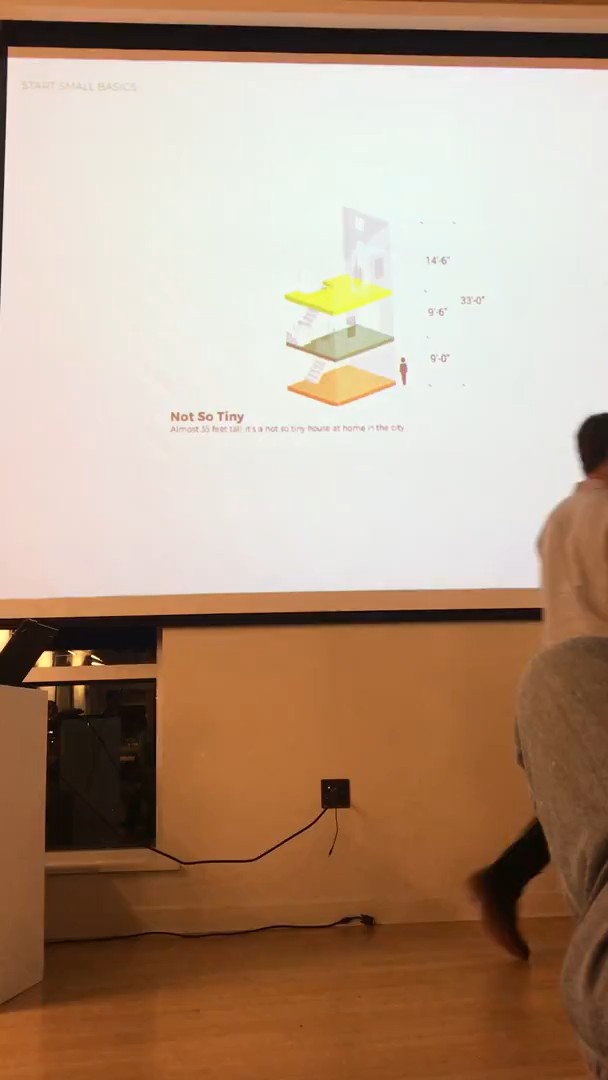 START SMALL BASICS
14'-6"
33'-0"
9'-6"
9'-0"
Not So Tiny
Almost 35 feet tall, it's a not so tiny house at home in the city